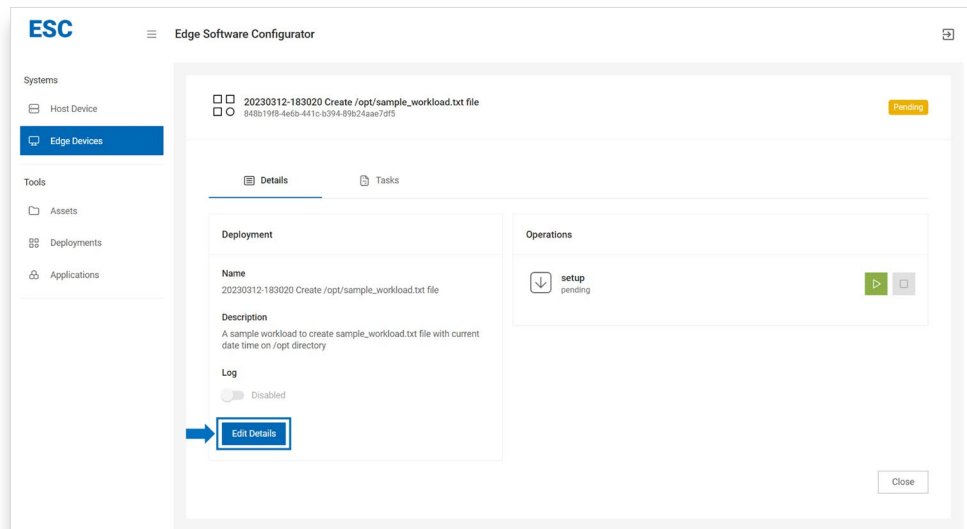 ESC
Edge Software Configurator
Systems
Host Device
Edge Devices
Tools
Assets
Deployments
Applications
20230312-183020 Create /opt/sample_workload.txt file
848b19f8-4e6b-441c-b394-89b24aae7df5
Pending
Details
Tasks
Deployment
Name
20230312-183020 Create /opt/sample_workload.txt file
Description
A sample workload to create sample_workload.txt file with current
date time on /opt directory
Log
Disabled
Edit Details
Operations
setup
pending
Close